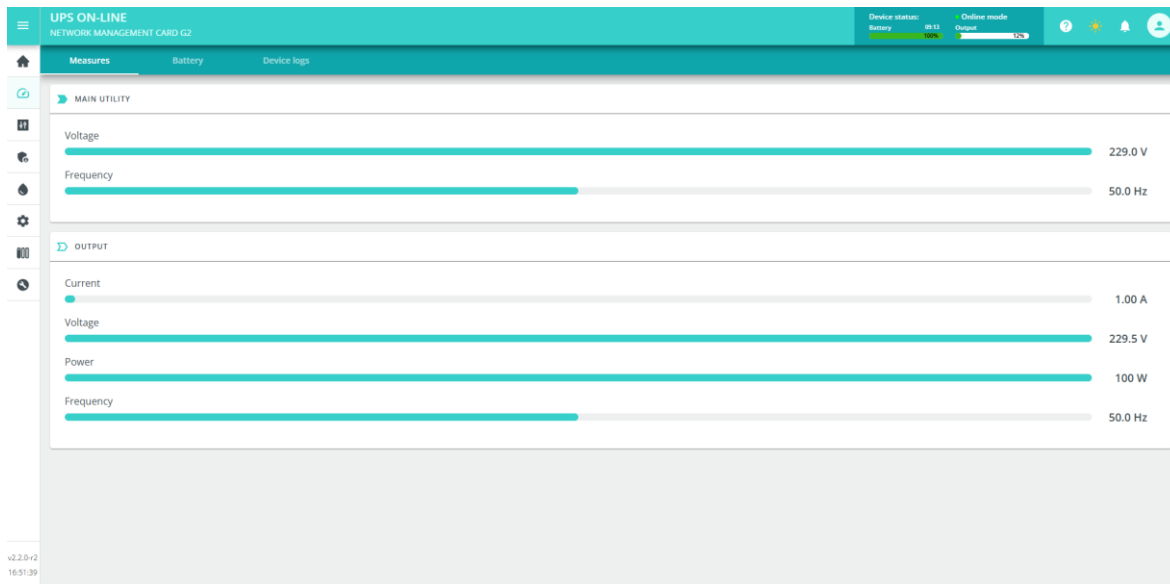 UPS ON-LINE
NETWORK MANAGEMENT CARD G2
Device status: Online mode
Battery 09:13 Output
100% 12%
Measures Battery Device logs
MAIN UTILITY
Voltage
229.0 V
Frequency
50.0 Hz
OUTPUT
Current
1.00 A
Voltage
229.5 V
Power
100 W
Frequency
50.0 Hz
v2.2.0-r2
16:51:39